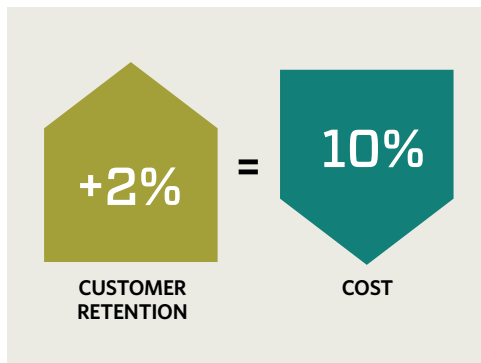 +2%
=
10%
CUSTOMER
RETENTION
COST